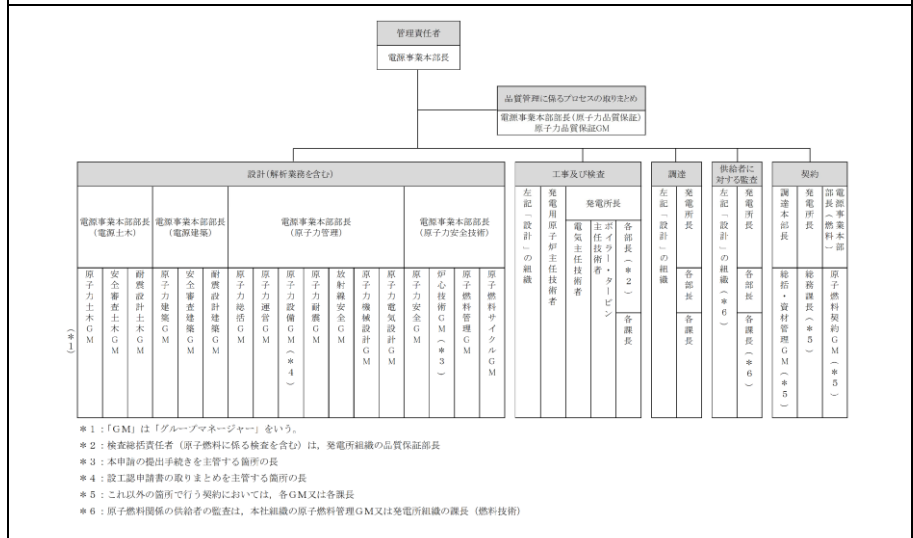 管理責任者
電源事業本部長
品質管理に係るプロセスの取りまとめ
電源事業本部部長(原子力品質保証)
原子力品質保証GM
設計(解析業務を含む)
電源事業本部部長
(電源土木)
電源事業本部部長
(電源建築)
電源事業本部部長
(原子力管理)
電源事業本部部長
(原子力安全技術)
原子力土木GM
(*1)
安全審査土木GM
耐震設計土木GM
原子力建築GM
安全審査建築GM
耐震設計建築GM
原子力総括GM
原子力運営GM
原子力設備GM(*4)
原子力耐震GM
放射線安全GM
原子力機械設計GM
原子力電気設計GM
原子力安全GM
炉心技術GM(*3)
原子燃料管理GM
原子燃料サイクルGM
工事及び検査
左記「設計」の組織
発電用原子炉主任技術者
発電所長
電気主任技術者
ボイラー・タービン
主任技術者
各部長(*2)
各課長
調達
左記「設計」の組織
発電所長
各部長
各課長
供給者に
対する監査
左記「設計」の組織(*6)
発電所長
各部長
各課長(*6)
契約
調達本部長
総括・資材管理GM(*5)
発電所長
総務課長(*5)
電源事業本部
部長(燃料)
原子燃料契約GM(*5)
*1:「GM」は「グループマネージャー」をいう。
*2:検査総括責任者(原子燃料に係る検査を含む)は,発電所組織の品質保証部長
*3:本申請の提出手続きを主管する箇所の長
*4:設工認申請書の取りまとめを主管する箇所の長
*5:これ以外の箇所で行う契約においては,各GM又は各課長
*6:原子燃料関係の供給者の監査は,本社組織の原子燃料管理GM又は発電所組織の課長(燃料技術)